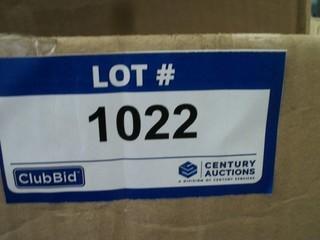 LOT #
1022
ClubBid
CENTURY
AUCTIONS
A DIVISION OF CENTURY SERVICES